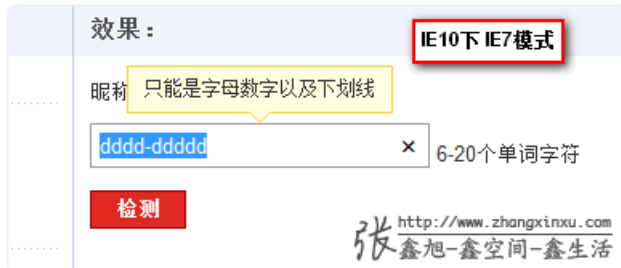 效果：
IE10下 IE7模式
昵称
只能是字母数字以及下划线
dddd-ddddd
×
6-20个单词字符
检测
张
http://www.zhangxinxu.com
鑫旭-鑫空间-鑫生活